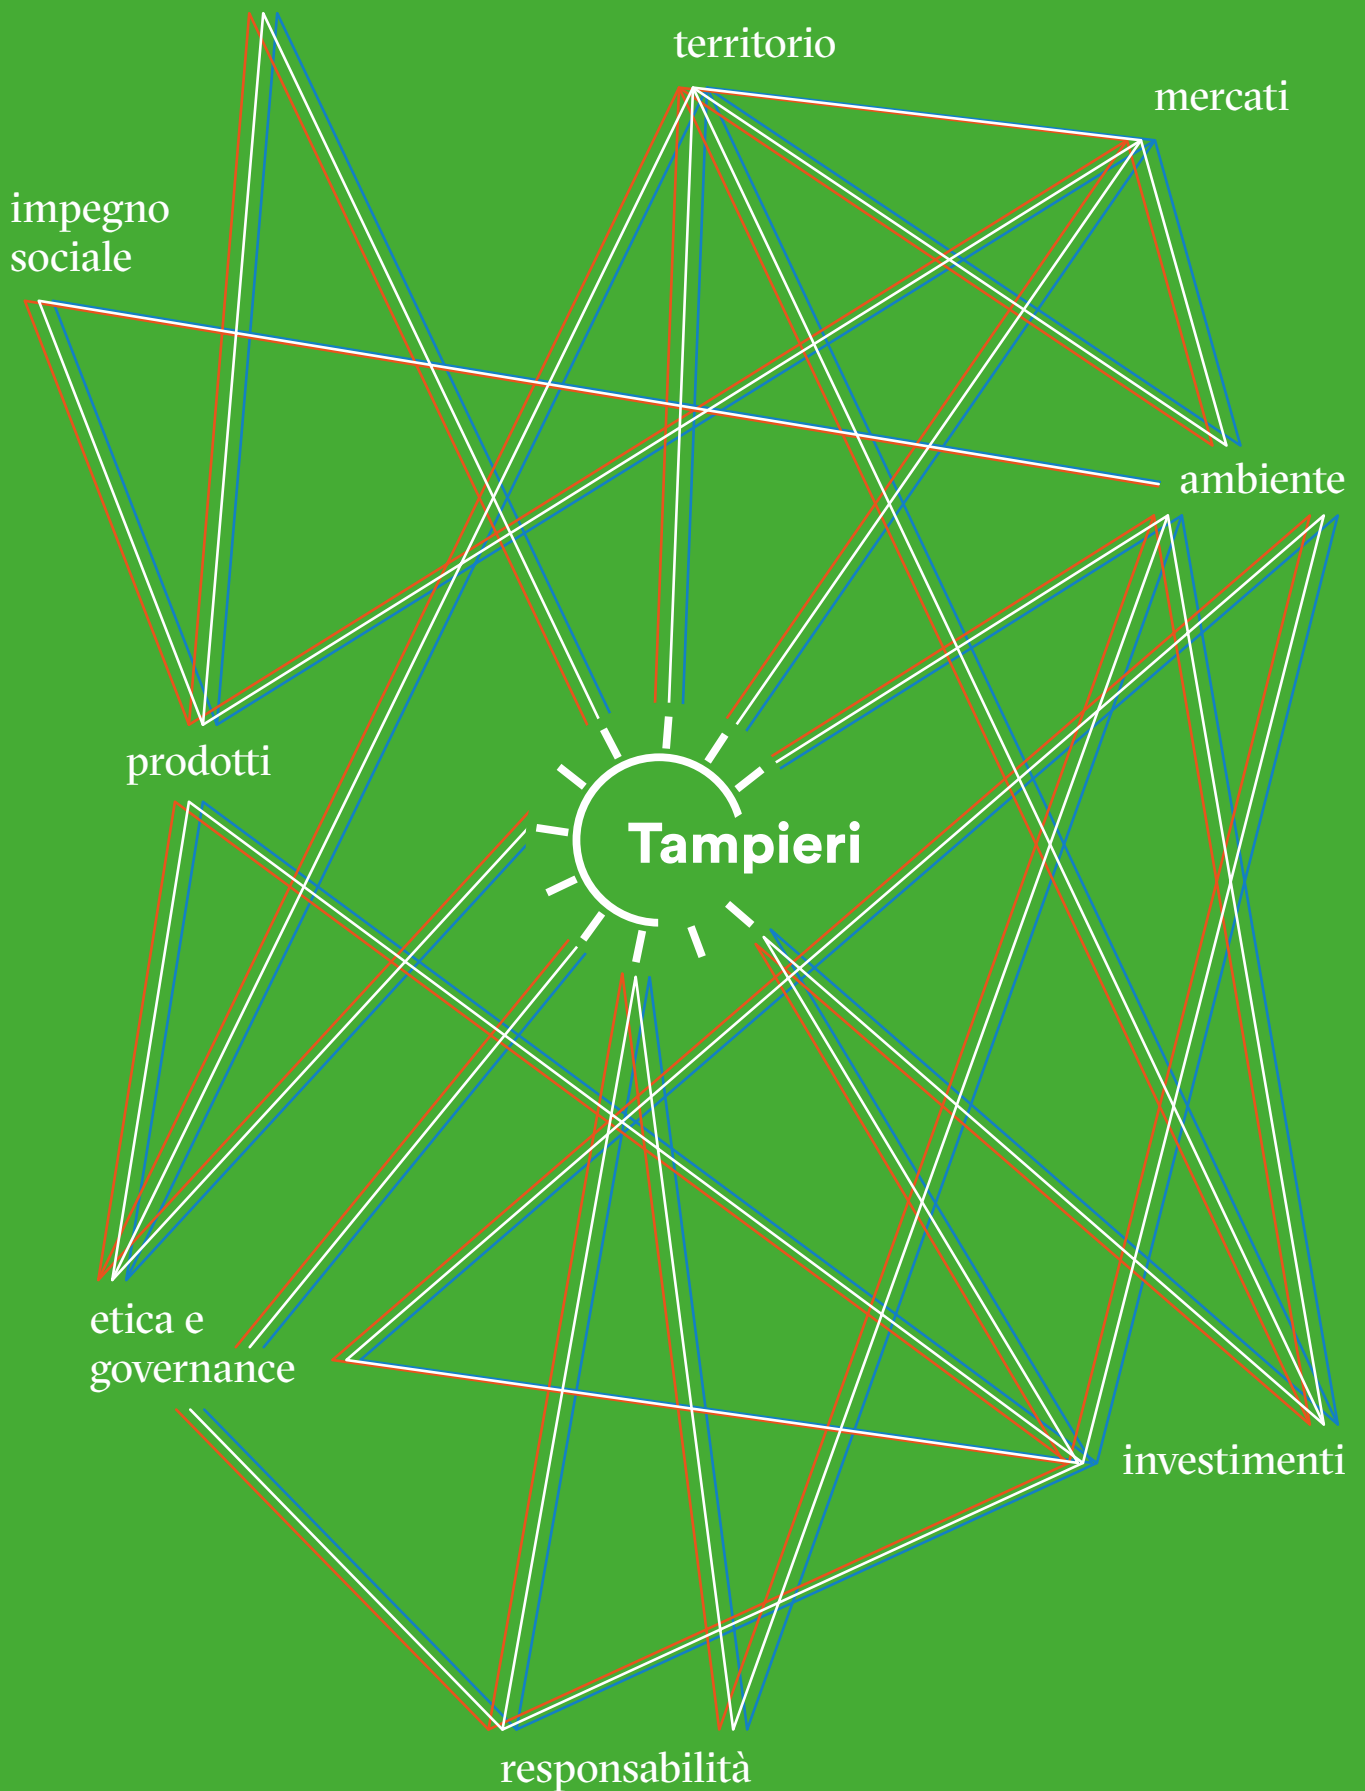 territorio
mercati
impegno
sociale
ambiente
prodotti
Tampieri
etica e
governance
investimenti
responsabilità